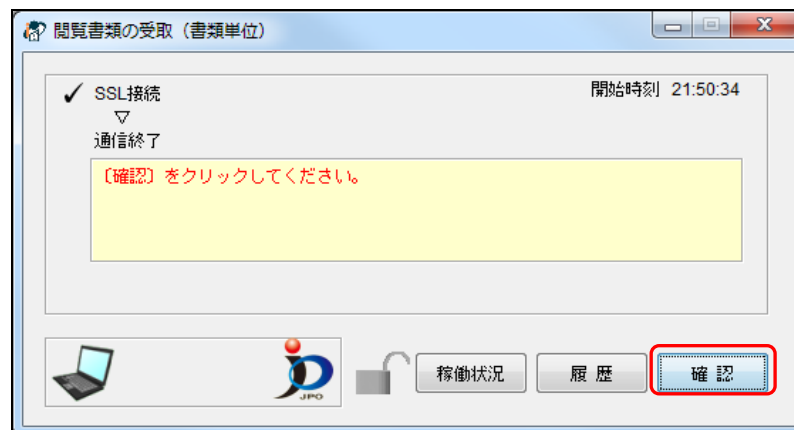 閲覧書類の受取（書類単位）
✓ SSL接続
開始時刻 21:50:34
▽
通信終了
〔確認〕をクリックしてください。
JPO
稼働状況
履 歴
確 認